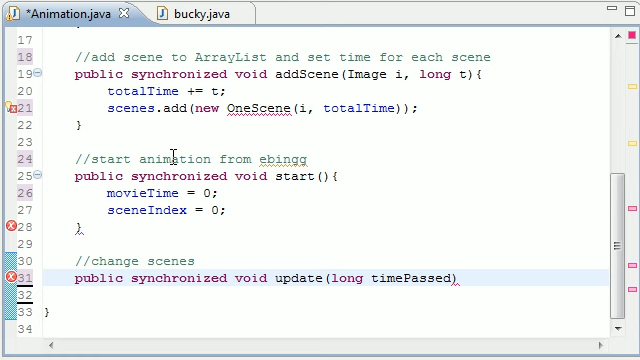 *Animation.java
bucky.java
17
18 //add scene to ArrayList and set time for each scene
19 public synchronized void addScene(Image i, long t){
20 totalTime += t;
21 scenes.add(new OneScene(i, totalTime));
22 }
23
24 //start animation from ebingg
25 public synchronized void start(){
26 movieTime = 0;
27 sceneIndex = 0;
28 }
29
30 //change scenes
31 public synchronized void update(long timePassed)
32
33 }
34